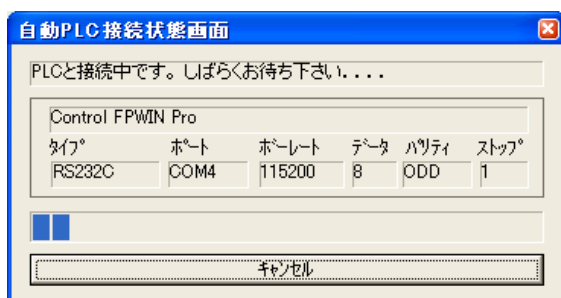 自動PLC接続状態画面
PLCと接続中です。しばらくお待ち下さい....
Control FPWIN Pro
ﾀｲﾌﾟ ﾎﾟｰﾄ ﾎﾞｰﾚｰﾄ ﾃﾞｰﾀ ﾊﾟﾘﾃｨ ｽﾄｯﾌﾟ
RS232C COM4 115200 8 ODD 1
ｷｬﾝｾﾙ